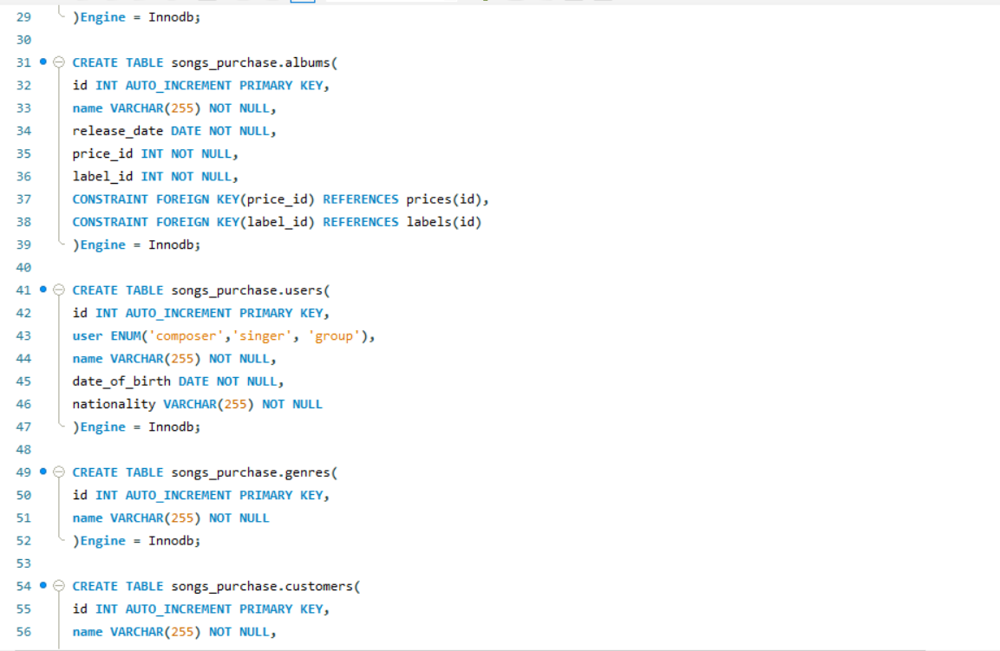 29 )Engine = Innodb;
30
31 CREATE TABLE songs_purchase.albums(
32 id INT AUTO_INCREMENT PRIMARY KEY,
33 name VARCHAR(255) NOT NULL,
34 release_date DATE NOT NULL,
35 price_id INT NOT NULL,
36 label_id INT NOT NULL,
37 CONSTRAINT FOREIGN KEY(price_id) REFERENCES prices(id),
38 CONSTRAINT FOREIGN KEY(label_id) REFERENCES labels(id)
39 )Engine = Innodb;
40
41 CREATE TABLE songs_purchase.users(
42 id INT AUTO_INCREMENT PRIMARY KEY,
43 user ENUM('composer','singer', 'group'),
44 name VARCHAR(255) NOT NULL,
45 date_of_birth DATE NOT NULL,
46 nationality VARCHAR(255) NOT NULL
47 )Engine = Innodb;
48
49 CREATE TABLE songs_purchase.genres(
50 id INT AUTO_INCREMENT PRIMARY KEY,
51 name VARCHAR(255) NOT NULL
52 )Engine = Innodb;
53
54 CREATE TABLE songs_purchase.customers(
55 id INT AUTO_INCREMENT PRIMARY KEY,
56 name VARCHAR(255) NOT NULL,